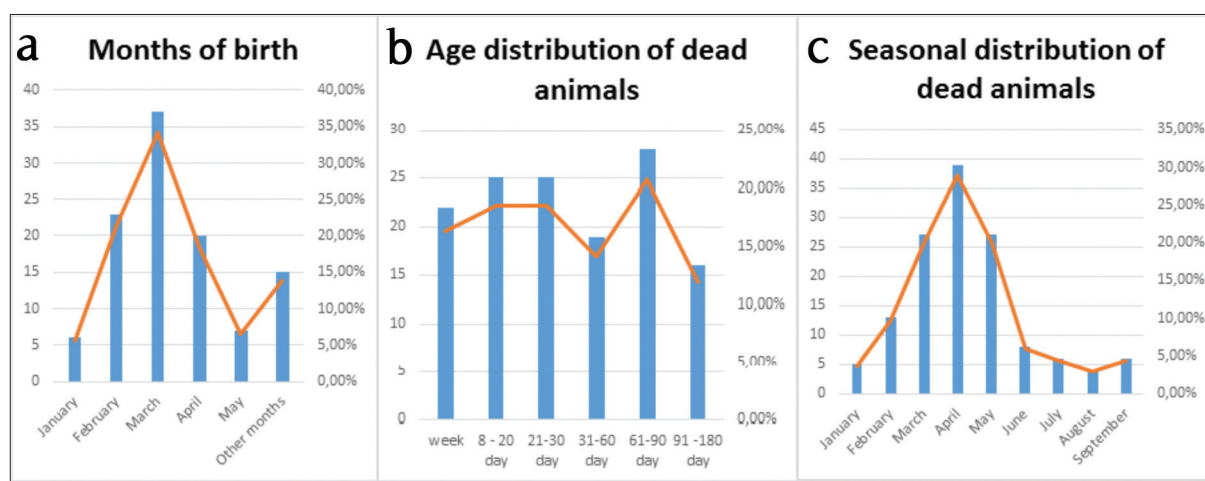 a
Months of birth
40
35
30
25
20
15
10
5
0
40,00%
35,00%
30,00%
25,00%
20,00%
15,00%
10,00%
5,00%
0,00%
January
February
March
April
May
Other months
b
Age distribution of dead
animals
30
25
20
15
10
5
0
25,00%
20,00%
15,00%
10,00%
5,00%
0,00%
week
8 - 20
day
21-30
day
31-60
day
61-90
day
91 -180
day
c
Seasonal distribution of
dead animals
45
40
35
30
25
20
15
10
5
0
35,00%
30,00%
25,00%
20,00%
15,00%
10,00%
5,00%
0,00%
January
February
March
April
May
June
July
August
September